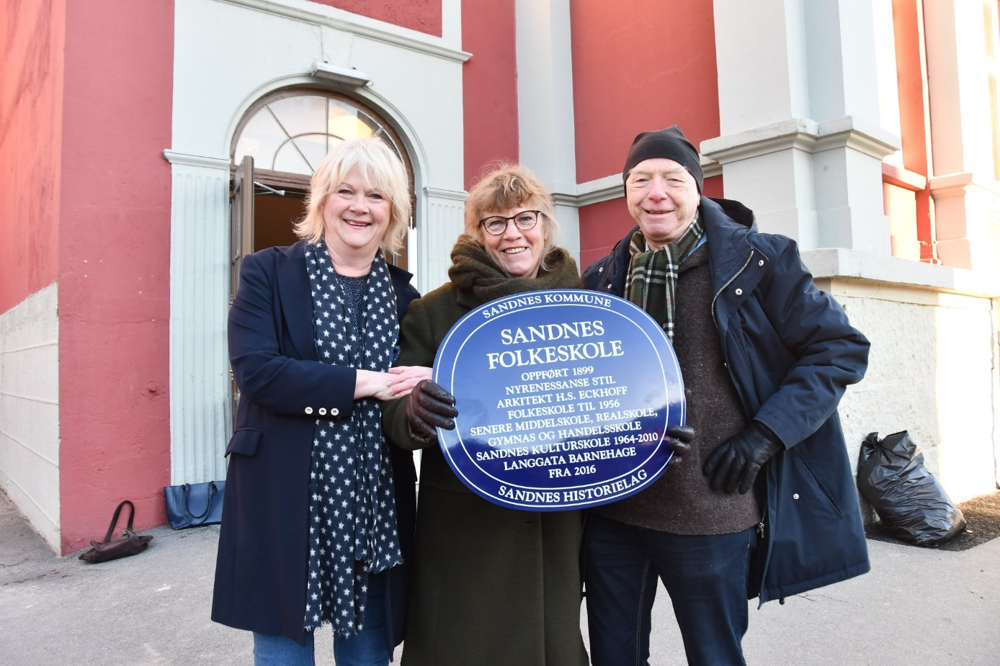 SANDNES KOMMUNE
SANDNES
FOLKESKOLE
OPPFØRT 1899
NYRENESSANSE STIL
ARKITEKT H.S. ECKHOFF
FOLKESKOLE TIL 1956
SENERE MIDDELSKOLE, REALSKOLE,
GYMNAS OG HANDELSSKOLE
SANDNES KULTURSKOLE 1964-2010
LANGGATA BARNEHAGE
FRA 2016
SANDNES HISTORIELAG